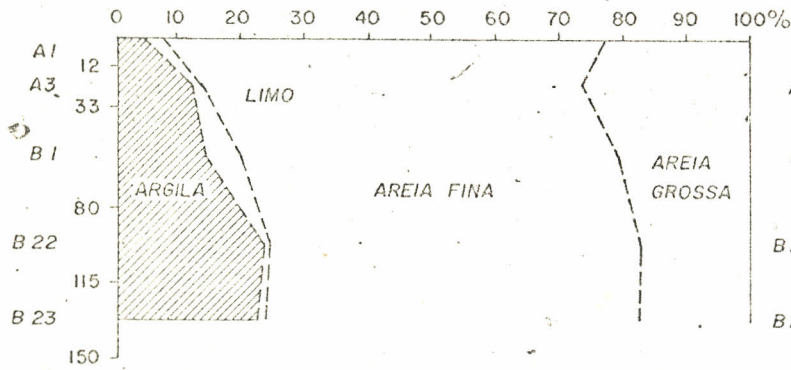 0 10 20 30 40 50 60 70 80 90 100%
A1
12
A3
LIMO
33
B1
AREIA
ARGILA AREIA FINA GROSSA
80
B 22 B
115
B 23 B
150